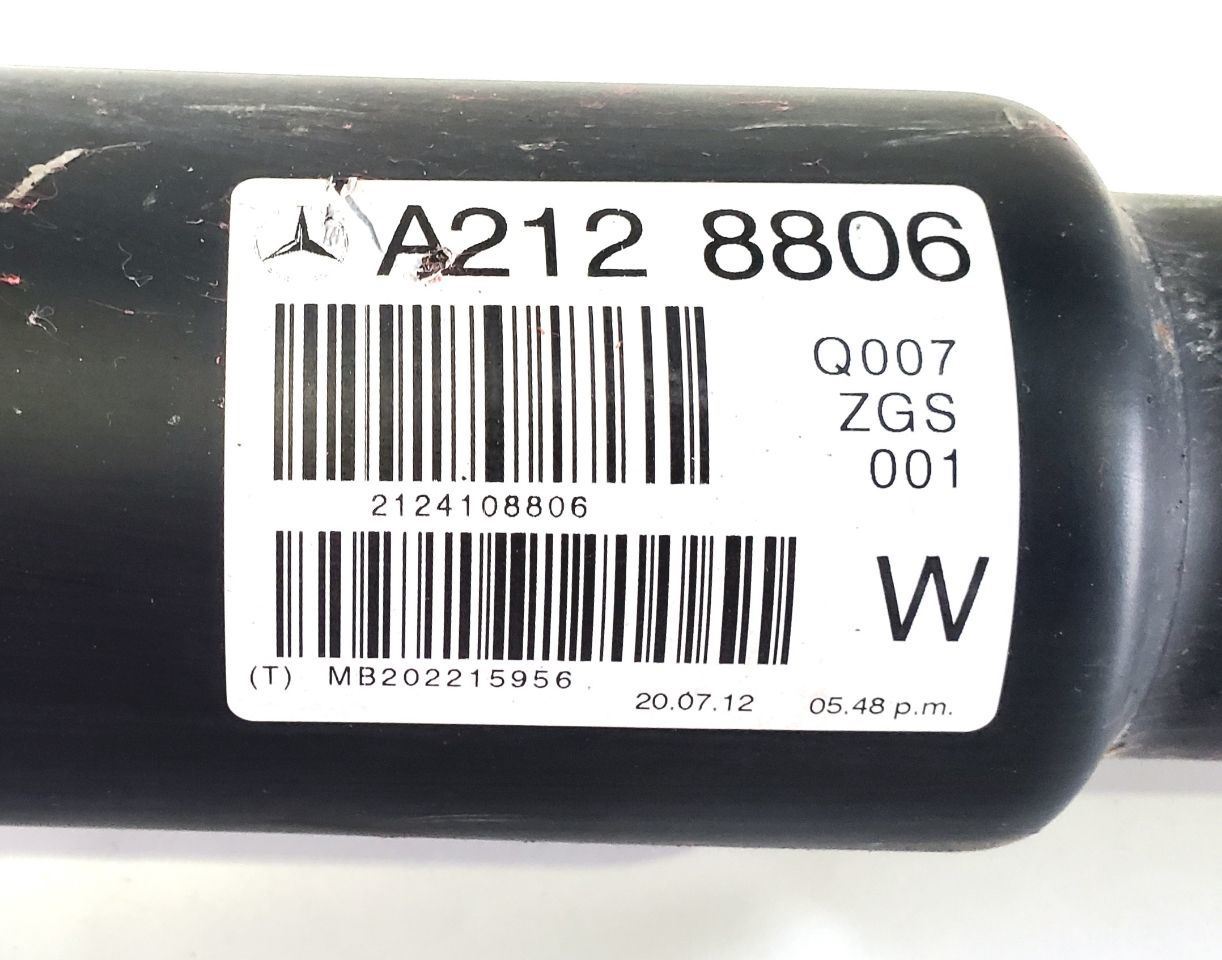 A212 8806
Q007
ZGS
001
2124108806
W
(T) MB202215956
20.07.12 05.48 p.m.